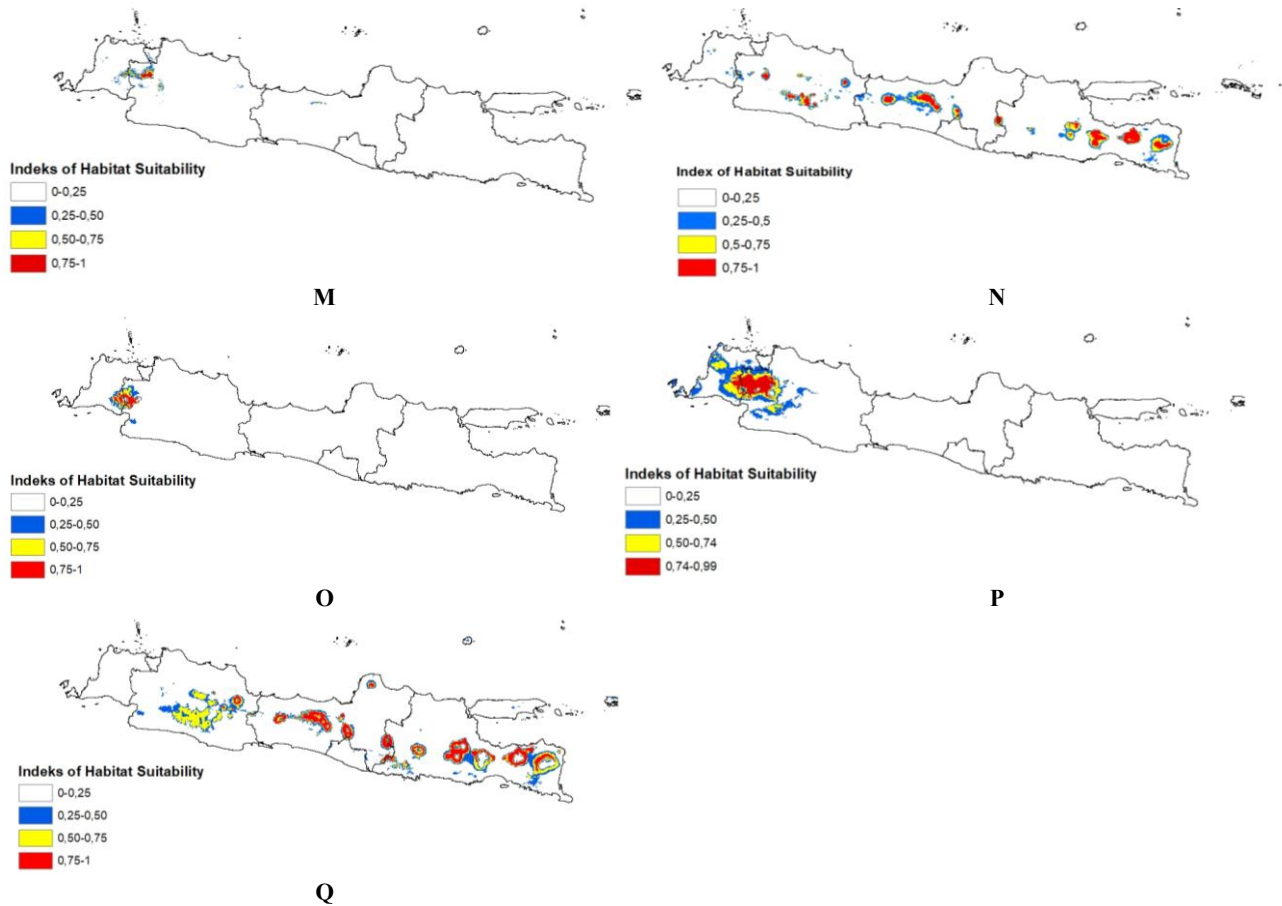 Indeks of Habitat Suitability
0-0,25
0,25-0,50
0,50-0,75
0,75-1
M
Index of Habitat Suitability
0-0,25
0,25-0,5
0,5-0,75
0,75-1
N
Indeks of Habitat Suitability
0-0,25
0,25-0,50
0,50-0,75
0,75-1
O
Indeks of Habitat Suitability
0-0,25
0,25-0,50
0,50-0,74
0,74-0,99
P
Indeks of Habitat Suitability
0-0,25
0,25-0,50
0,50-0,75
0,75-1
Q